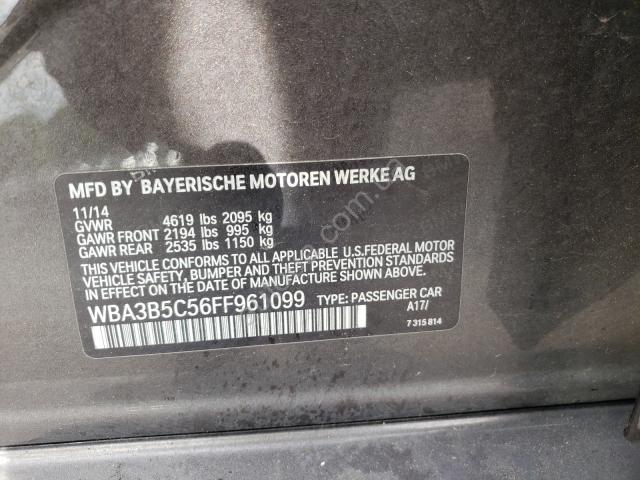 MFD BY BAYERISCHE MOTOREN WERKE AG
11/14
GVWR 4619 lbs 2095 kg
GAWR FRONT 2194 lbs 995 kg
GAWR REAR 2535 lbs 1150 kg
THIS VEHICLE CONFORMS TO ALL APPLICABLE U.S.FEDERAL MOTOR
VEHICLE SAFETY, BUMPER AND THEFT PREVENTION STANDARDS
IN EFFECT ON THE DATE OF MANUFACTURE SHOWN ABOVE.
WBA3B5C56FF961099 TYPE: PASSENGER CAR
A17/
7 315 814